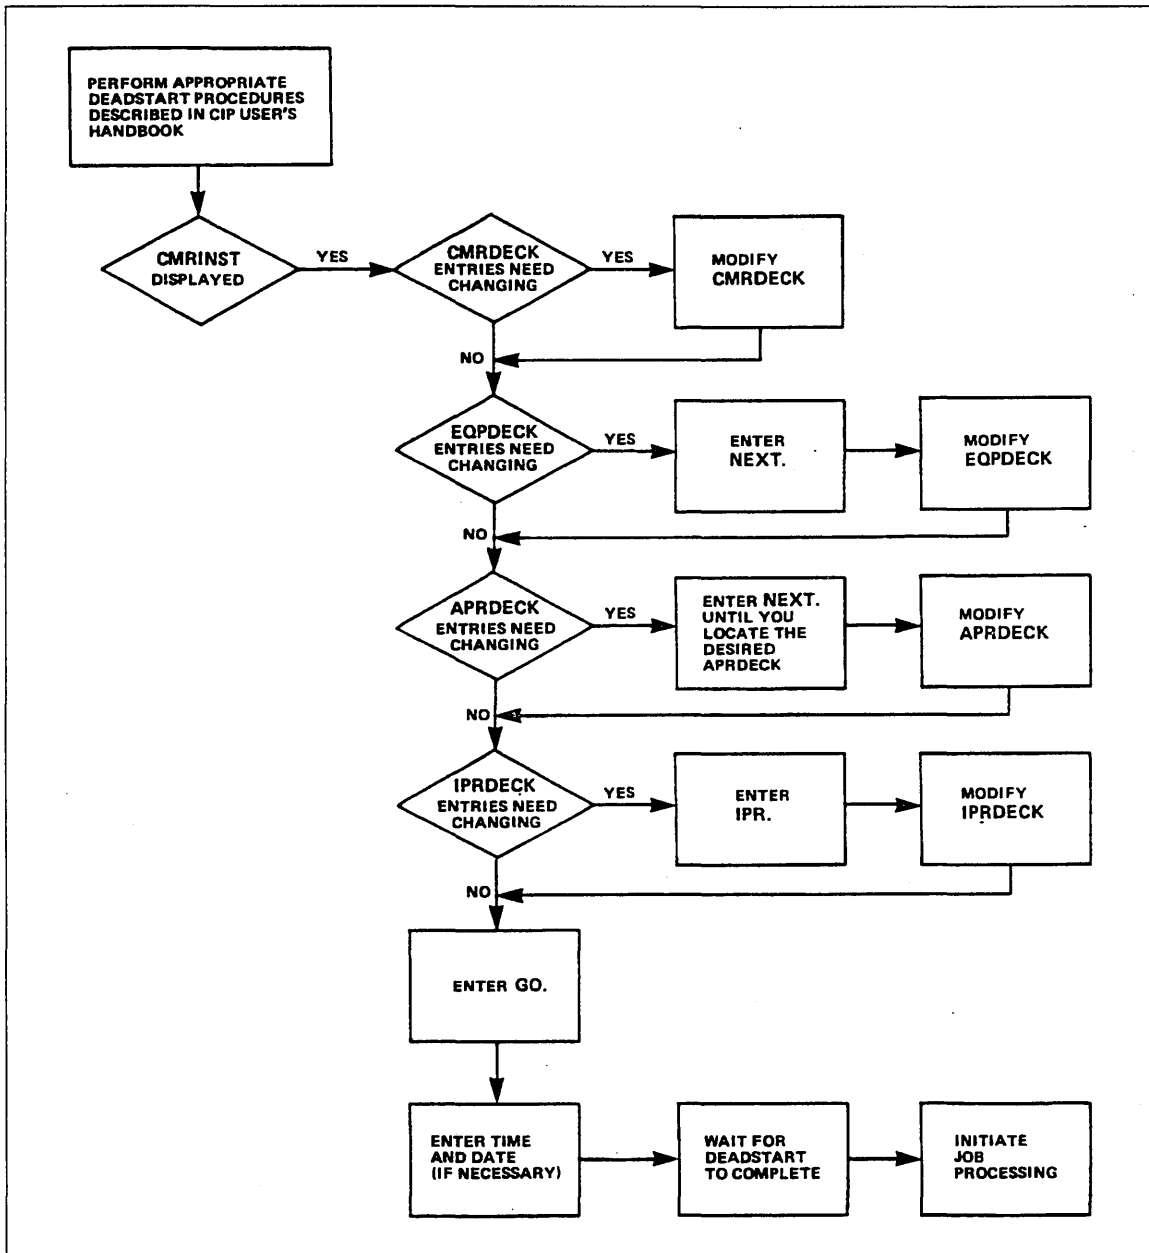 PERFORM APPROPRIATE
DEADSTART PROCEDURES
DESCRIBED IN CIP USER'S
HANDBOOK
CMRINST
DISPLAYED
YES
CMRDECK
ENTRIES NEED
CHANGING
YES
MODIFY
CMRDECK
NO
EQPDECK
ENTRIES NEED
CHANGING
YES
ENTER
NEXT.
MODIFY
EQPDECK
NO
APRDECK
ENTRIES NEED
CHANGING
YES
ENTER NEXT.
UNTIL YOU
LOCATE THE
DESIRED
APRDECK
MODIFY
APRDECK
NO
IPRDECK
ENTRIES NEED
CHANGING
YES
ENTER
IPR.
MODIFY
IPRDECK
NO
ENTER GO.
ENTER TIME
AND DATE
(IF NECESSARY)
WAIT FOR
DEADSTART
TO COMPLETE
INITIATE
JOB
PROCESSING